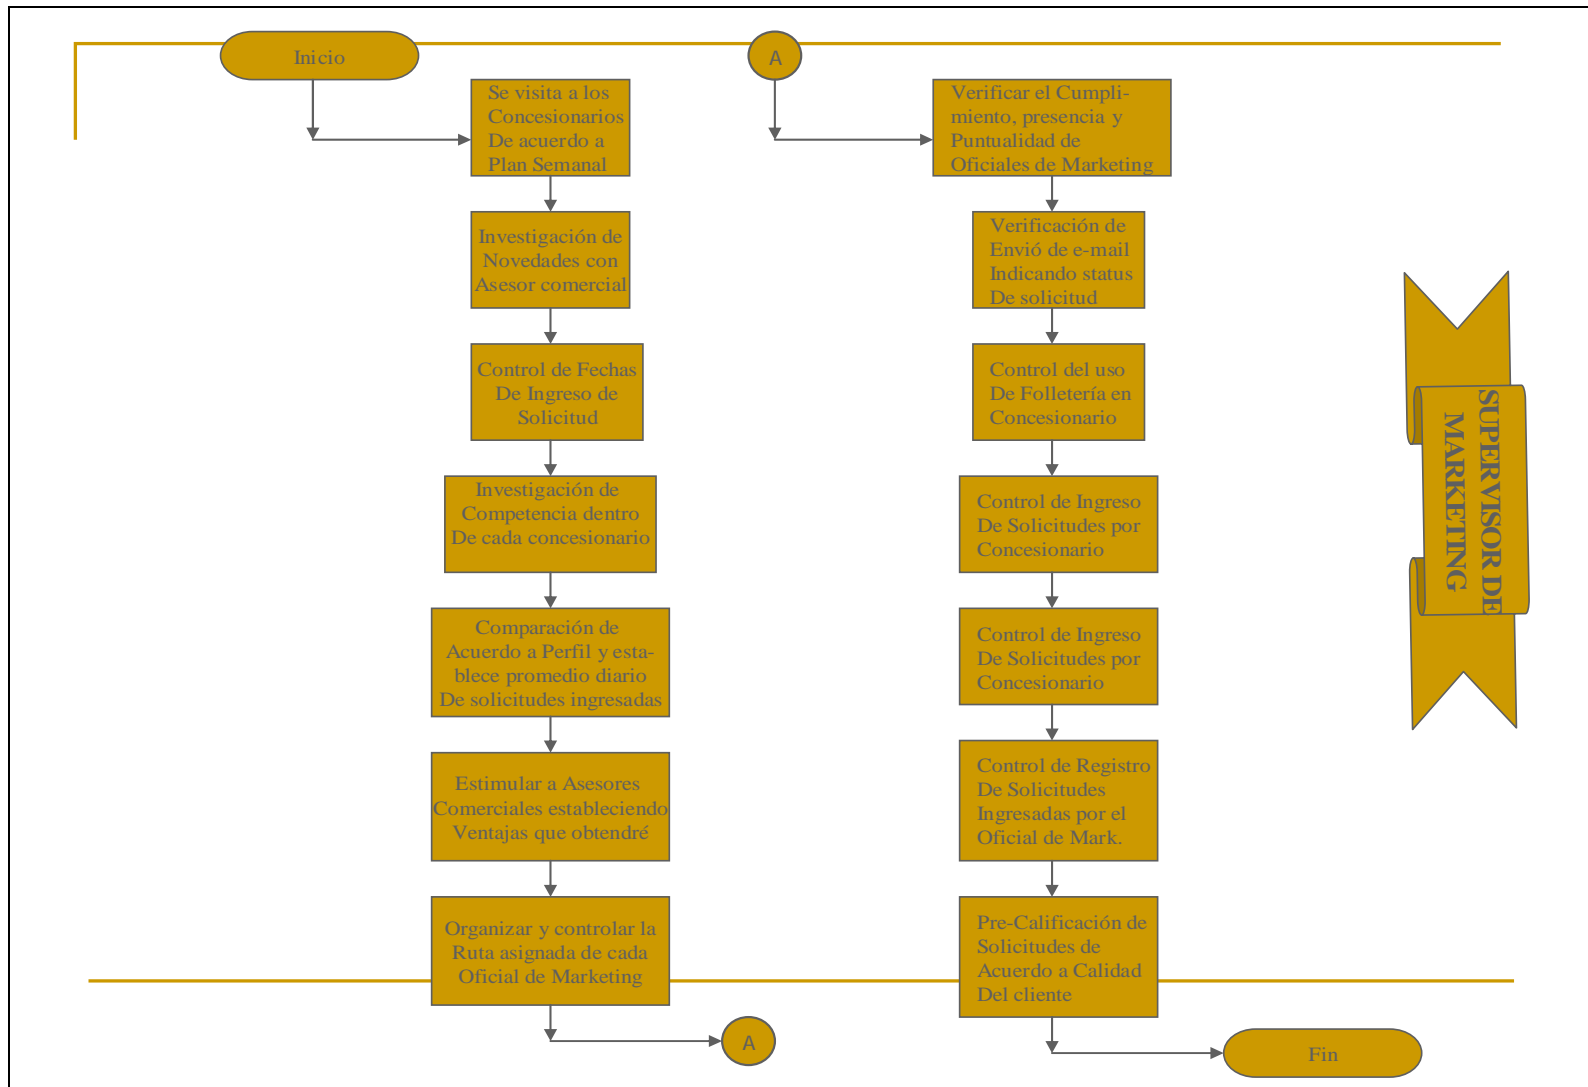 Inicio
Se visita a los
Concesionarios
De acuerdo a
Plan Semanal
Investigación de
Novedades con
Asesor comercial
Control de Fechas
De Ingreso de
Solicitud
Investigación de
Competencia dentro
De cada concesionario
Comparación de
Acuerdo a Perfil y esta-
blece promedio diario
De solicitudes ingresadas
Estimular a Asesores
Comerciales estableciendo
Ventajas que obtendré
Organizar y controlar la
Ruta asignada de cada
Oficial de Marketing
A
A
Verificar el Cumpli-
miento, presencia y
Puntualidad de
Oficiales de Marketing
Verificación de
Envió de e-mail
Indicando status
De solicitud
Control del uso
De Folletería en
Concesionario
Control de Ingreso
De Solicitudes por
Concesionario
Control de Ingreso
De Solicitudes por
Concesionario
Control de Registro
De Solicitudes
Ingresadas por el
Oficial de Mark.
Pre-Calificación de
Solicitudes de
Acuerdo a Calidad
Del cliente
Fin
SUPERVISOR DE
MARKETING